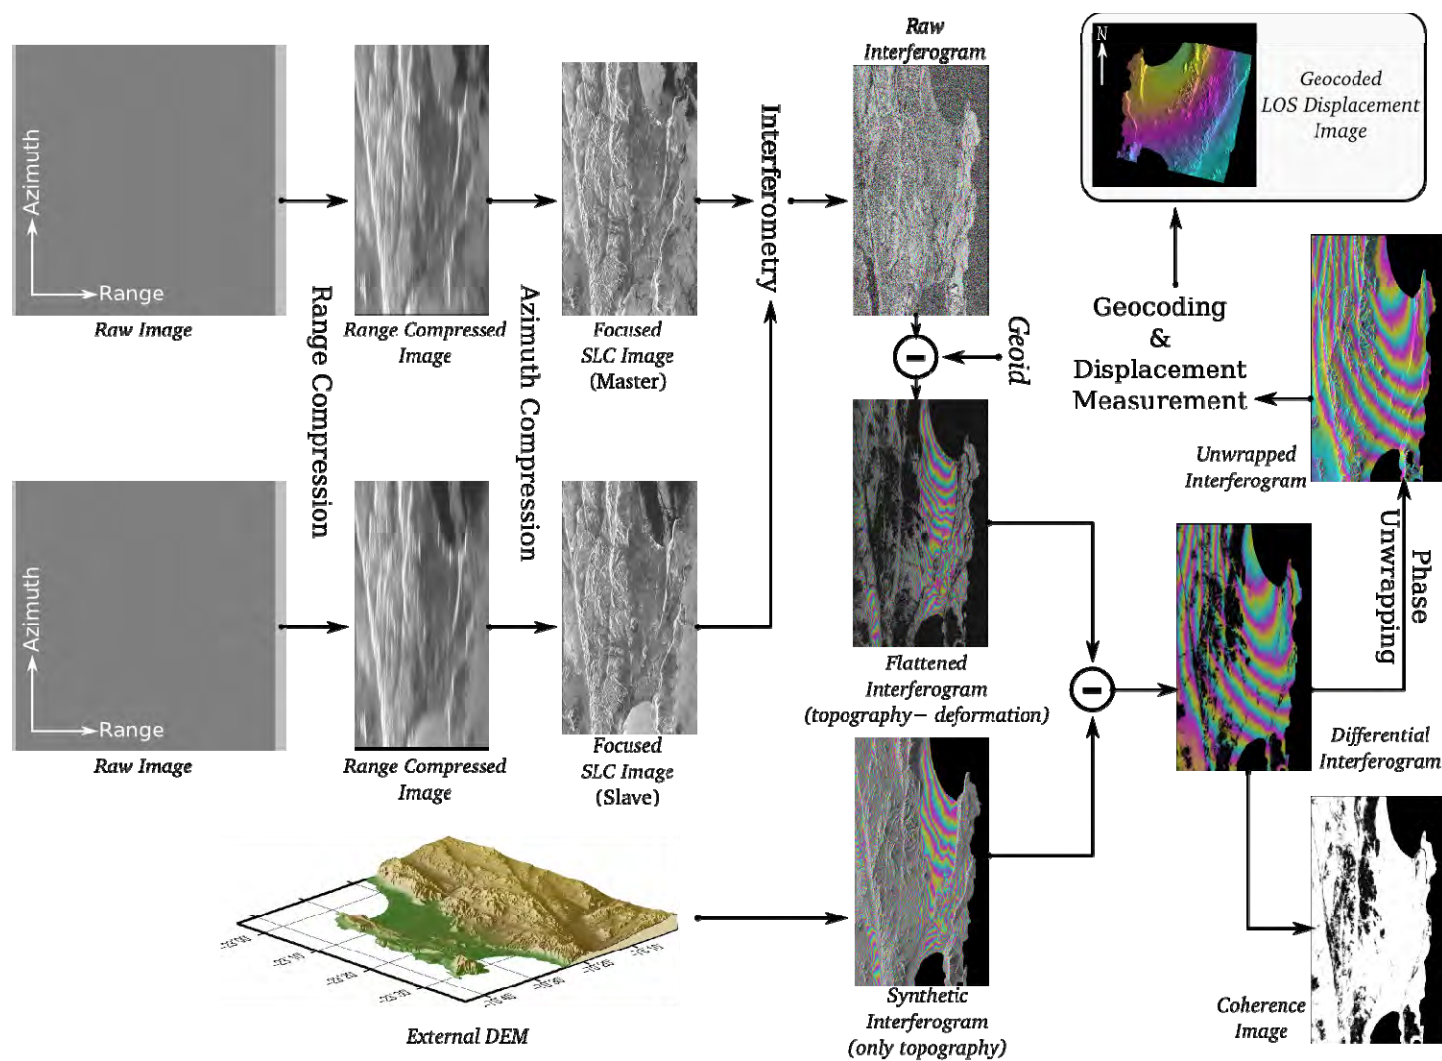 Azimuth
Range
Raw Image
Range Compression
Range Compressed
Image
Azimuth Compression
Focused
SLC Image
(Master)
Interferometry
Raw
Interferogram
Geoid
N
Geocoded
LOS Displacement
Image
Geocoding
&
Displacement
Measurement
Unwrapped
Interferogram
Azimuth
Range
Raw Image
Range Compressed
Image
Focused
SLC Image
(Slave)
Flattened
Interferogram
(topography− deformation)
Phase
Unwrapping
Differential
Interferogram
External DEM
Synthetic
Interferogram
(only topography)
Coherence
Image